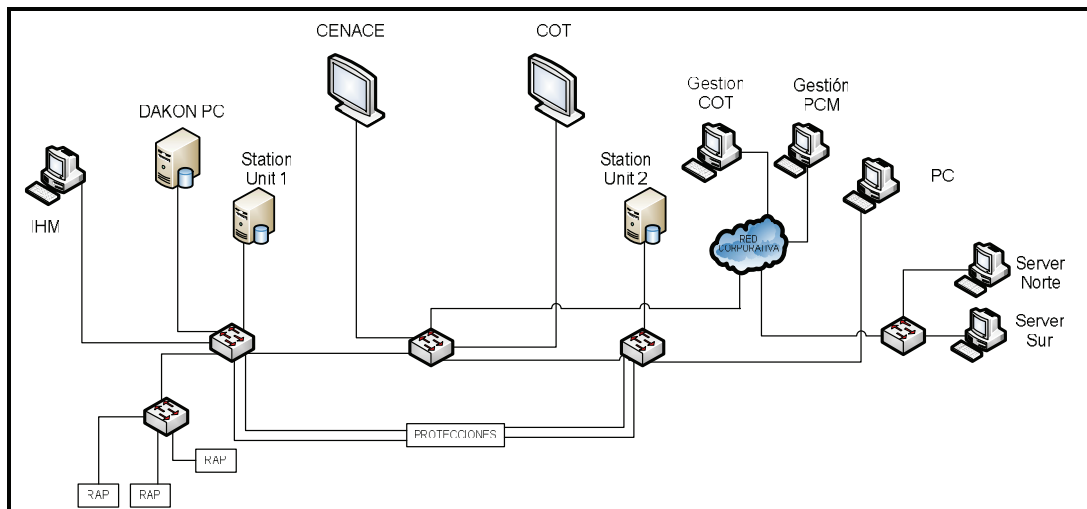 CENACE
COT
Gestion
COT
Gestión
PCM
DAKON PC
Station
Unit 1
Station
Unit 2
PC
IHM
RED
CORPORATIVA
Server
Norte
Server
Sur
PROTECCIONES
RAP
RAP
RAP